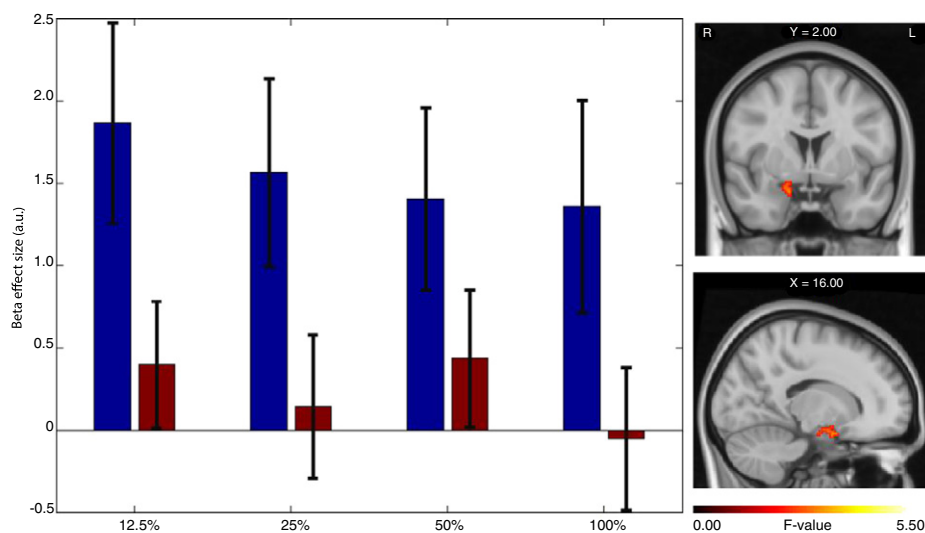 Beta effect size (a.u.)
2.5
2.0
1.5
1.0
0.5
0
-0.5
12.5%
25%
50%
100%
R
Y = 2.00
L
X = 16.00
0.00
F-value
5.50